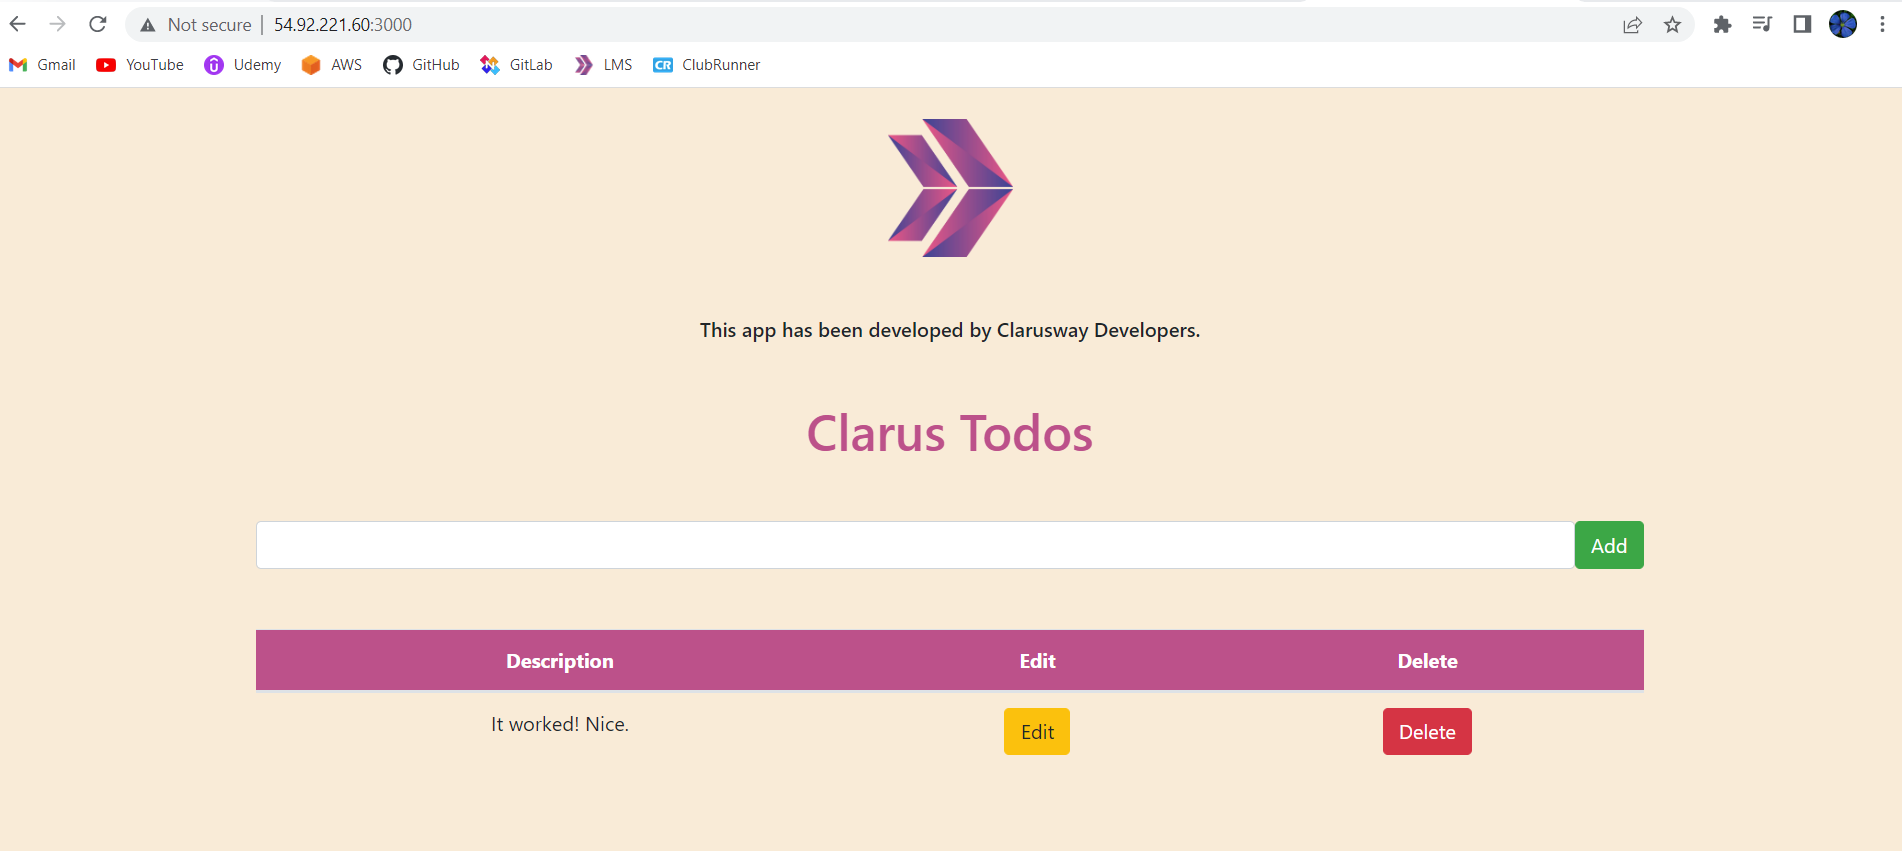 Not secure | 54.92.221.60:3000
Gmail YouTube Udemy AWS GitHub GitLab LMS CR ClubRunner
This app has been developed by Clarusway Developers.
Clarus Todos
Add
Description Edit Delete
It worked! Nice. Edit Delete